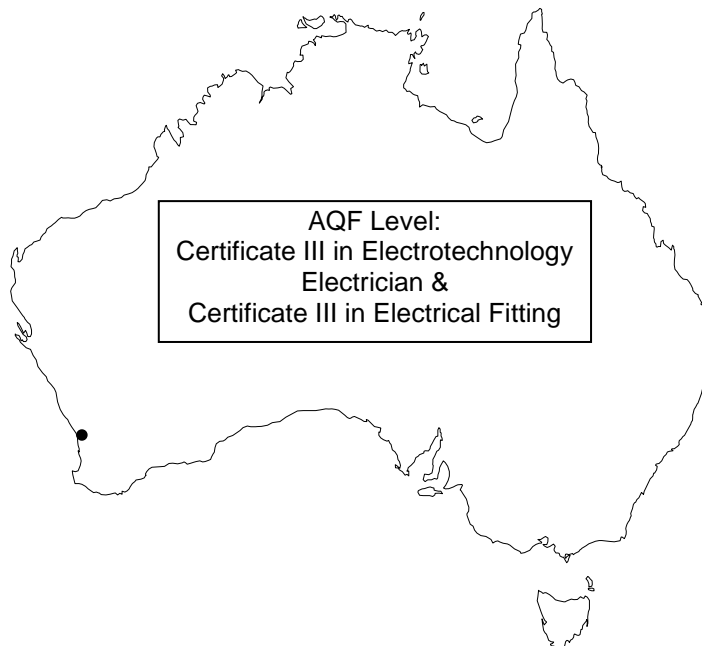 AQF Level:
Certificate III in Electrotechnology
Electrician &
Certificate III in Electrical Fitting